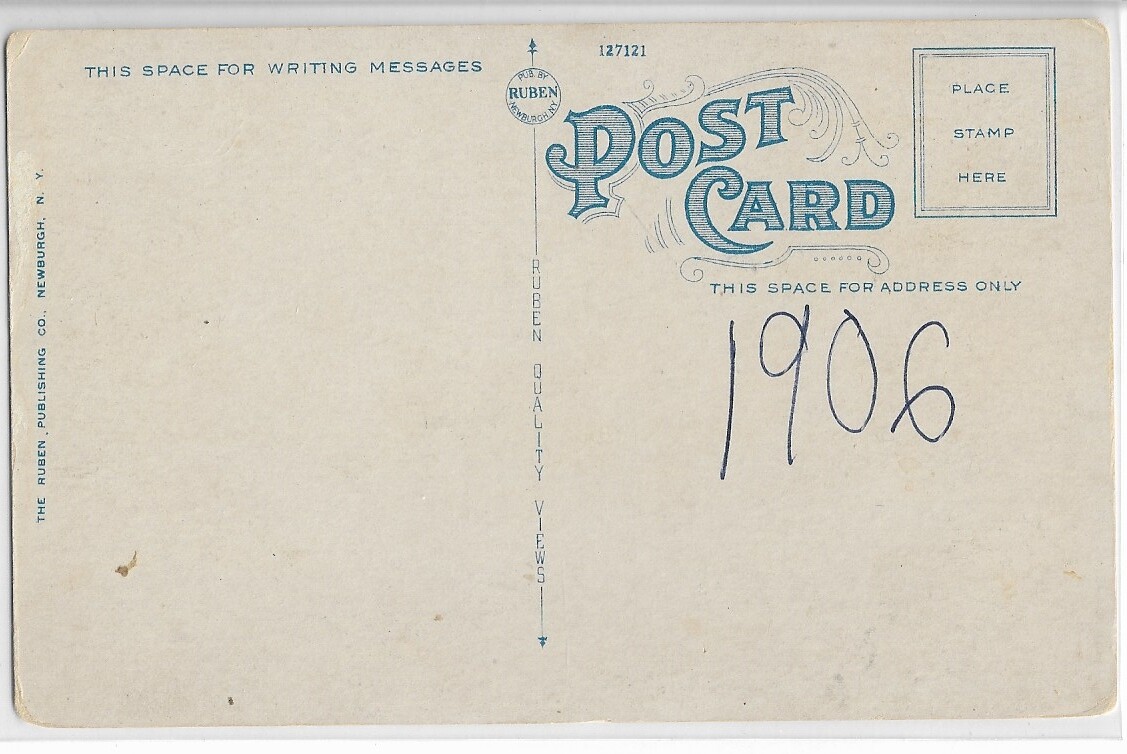 THIS SPACE FOR WRITING MESSAGES
THE RUBEN PUBLISHING CO., NEWBURGH, N. Y.
PUB. BY
RUBEN
NEWBURGH. N.Y.
RUBEN QUALITY VIEWS
127121
POST
CARD
PLACE
STAMP
HERE
THIS SPACE FOR ADDRESS ONLY
1906